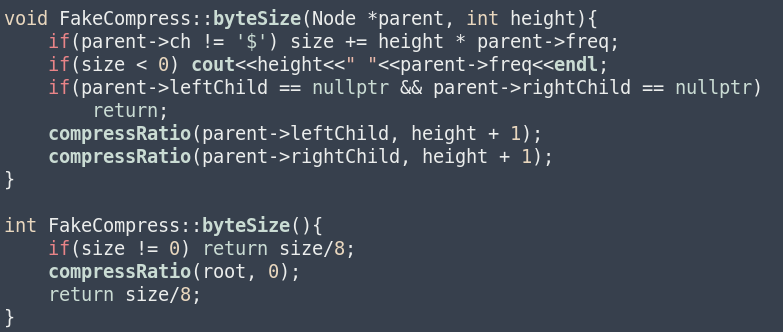 void FakeCompress::byteSize(Node *parent, int height){
    if(parent->ch != '$') size += height * parent->freq;
    if(size < 0) cout<<height<<" "<<parent->freq<<endl;
    if(parent->leftChild == nullptr && parent->rightChild == nullptr)
        return;
    compressRatio(parent->leftChild, height + 1);
    compressRatio(parent->rightChild, height + 1);
}

int FakeCompress::byteSize(){
    if(size != 0) return size/8;
    compressRatio(root, 0);
    return size/8;
}